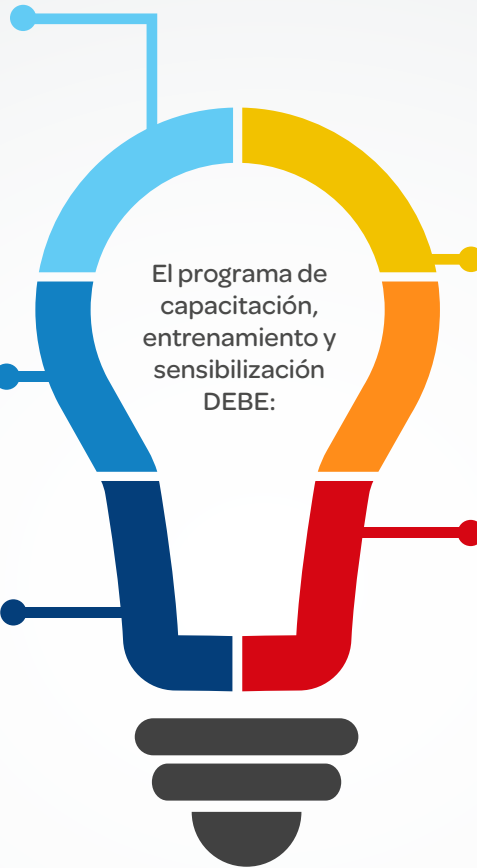 El programa de
capacitación,
entrenamiento y
sensibilización
DEBE: